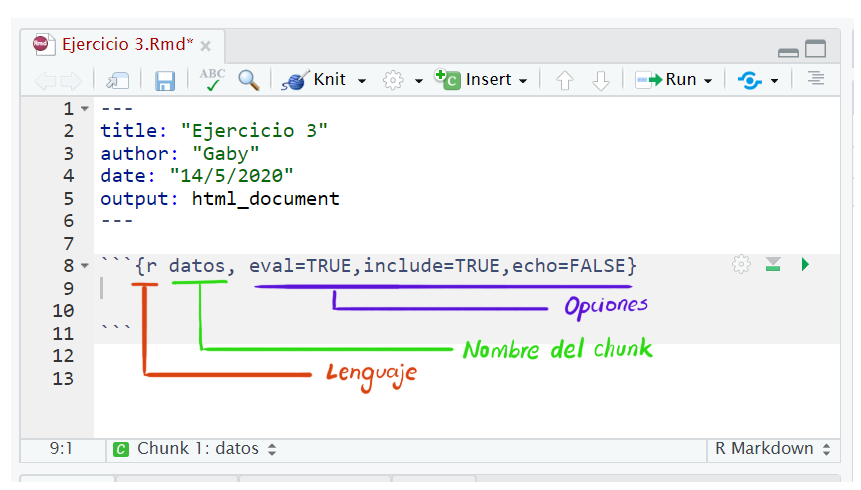 Rmd Ejercicio 3.Rmd* ×
ABC Knit C Insert Run
1 ---
2 title: "Ejercicio 3"
3 author: "Gaby"
4 date: "14/5/2020"
5 output: html_document
6 ---
7
8 ```{r datos, eval=TRUE,include=TRUE,echo=FALSE}
9
10
Opciones
11 ```
12
Nombre del chunk
13
Lenguaje
9:1 C Chunk 1: datos R Markdown